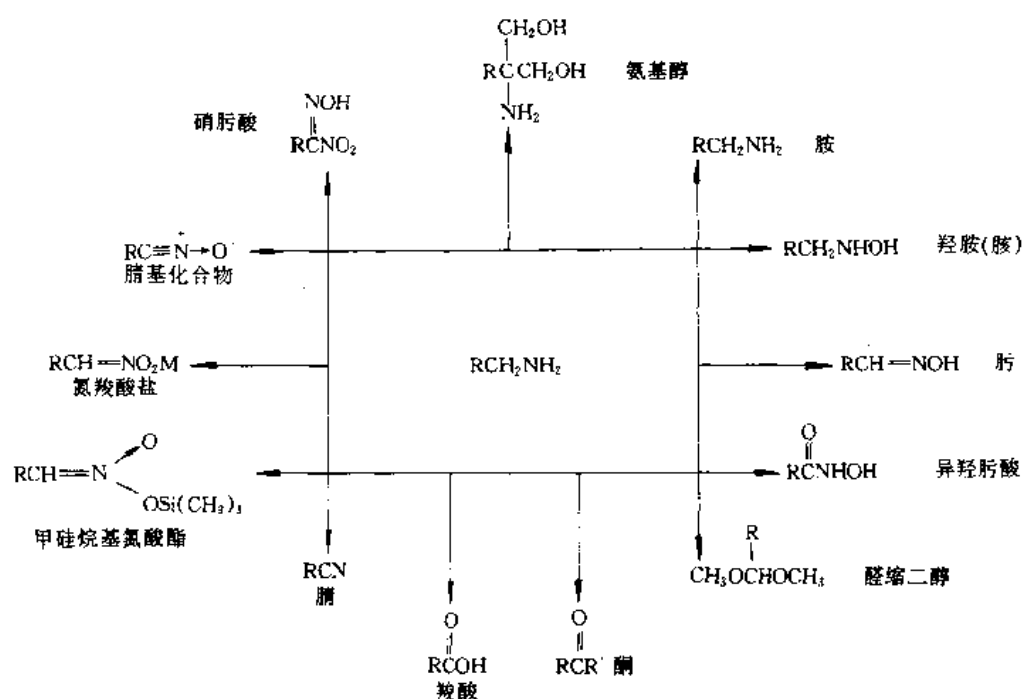 CH₂OH
RCCH₂OH 氨基醇
NH₂
NOH
硝肟酸
RCNO₂
RCH₂NH₂ 胺
RC≡N→O
腈基化合物
RCH₂NHOH 羟胺(胲)
RCH=NO₂M
氮羧酸盐
RCH₂NH₂
RCH=NOH 肟
O
RCH=N
OSi(CH₃)₃
甲硅烷基氮酸酯
O
RCNHOH 异羟肟酸
RCN
腈
R
CH₃OCHOCH₃ 醛缩二醇
O
RCOH
羧酸
O
RCR' 酮